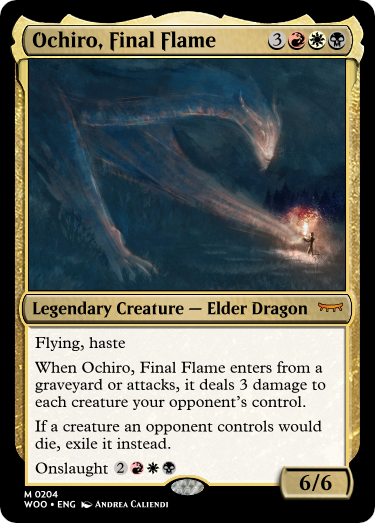 Ochiro, Final Flame 3
Legendary Creature — Elder Dragon
Flying, haste
When Ochiro, Final Flame enters from a
graveyard or attacks, it deals 3 damage to
each creature your opponent's control.
If a creature an opponent controls would
die, exile it instead.
Onslaught 2
6/6
M 0204
WOO • ENG Andrea Caliendi